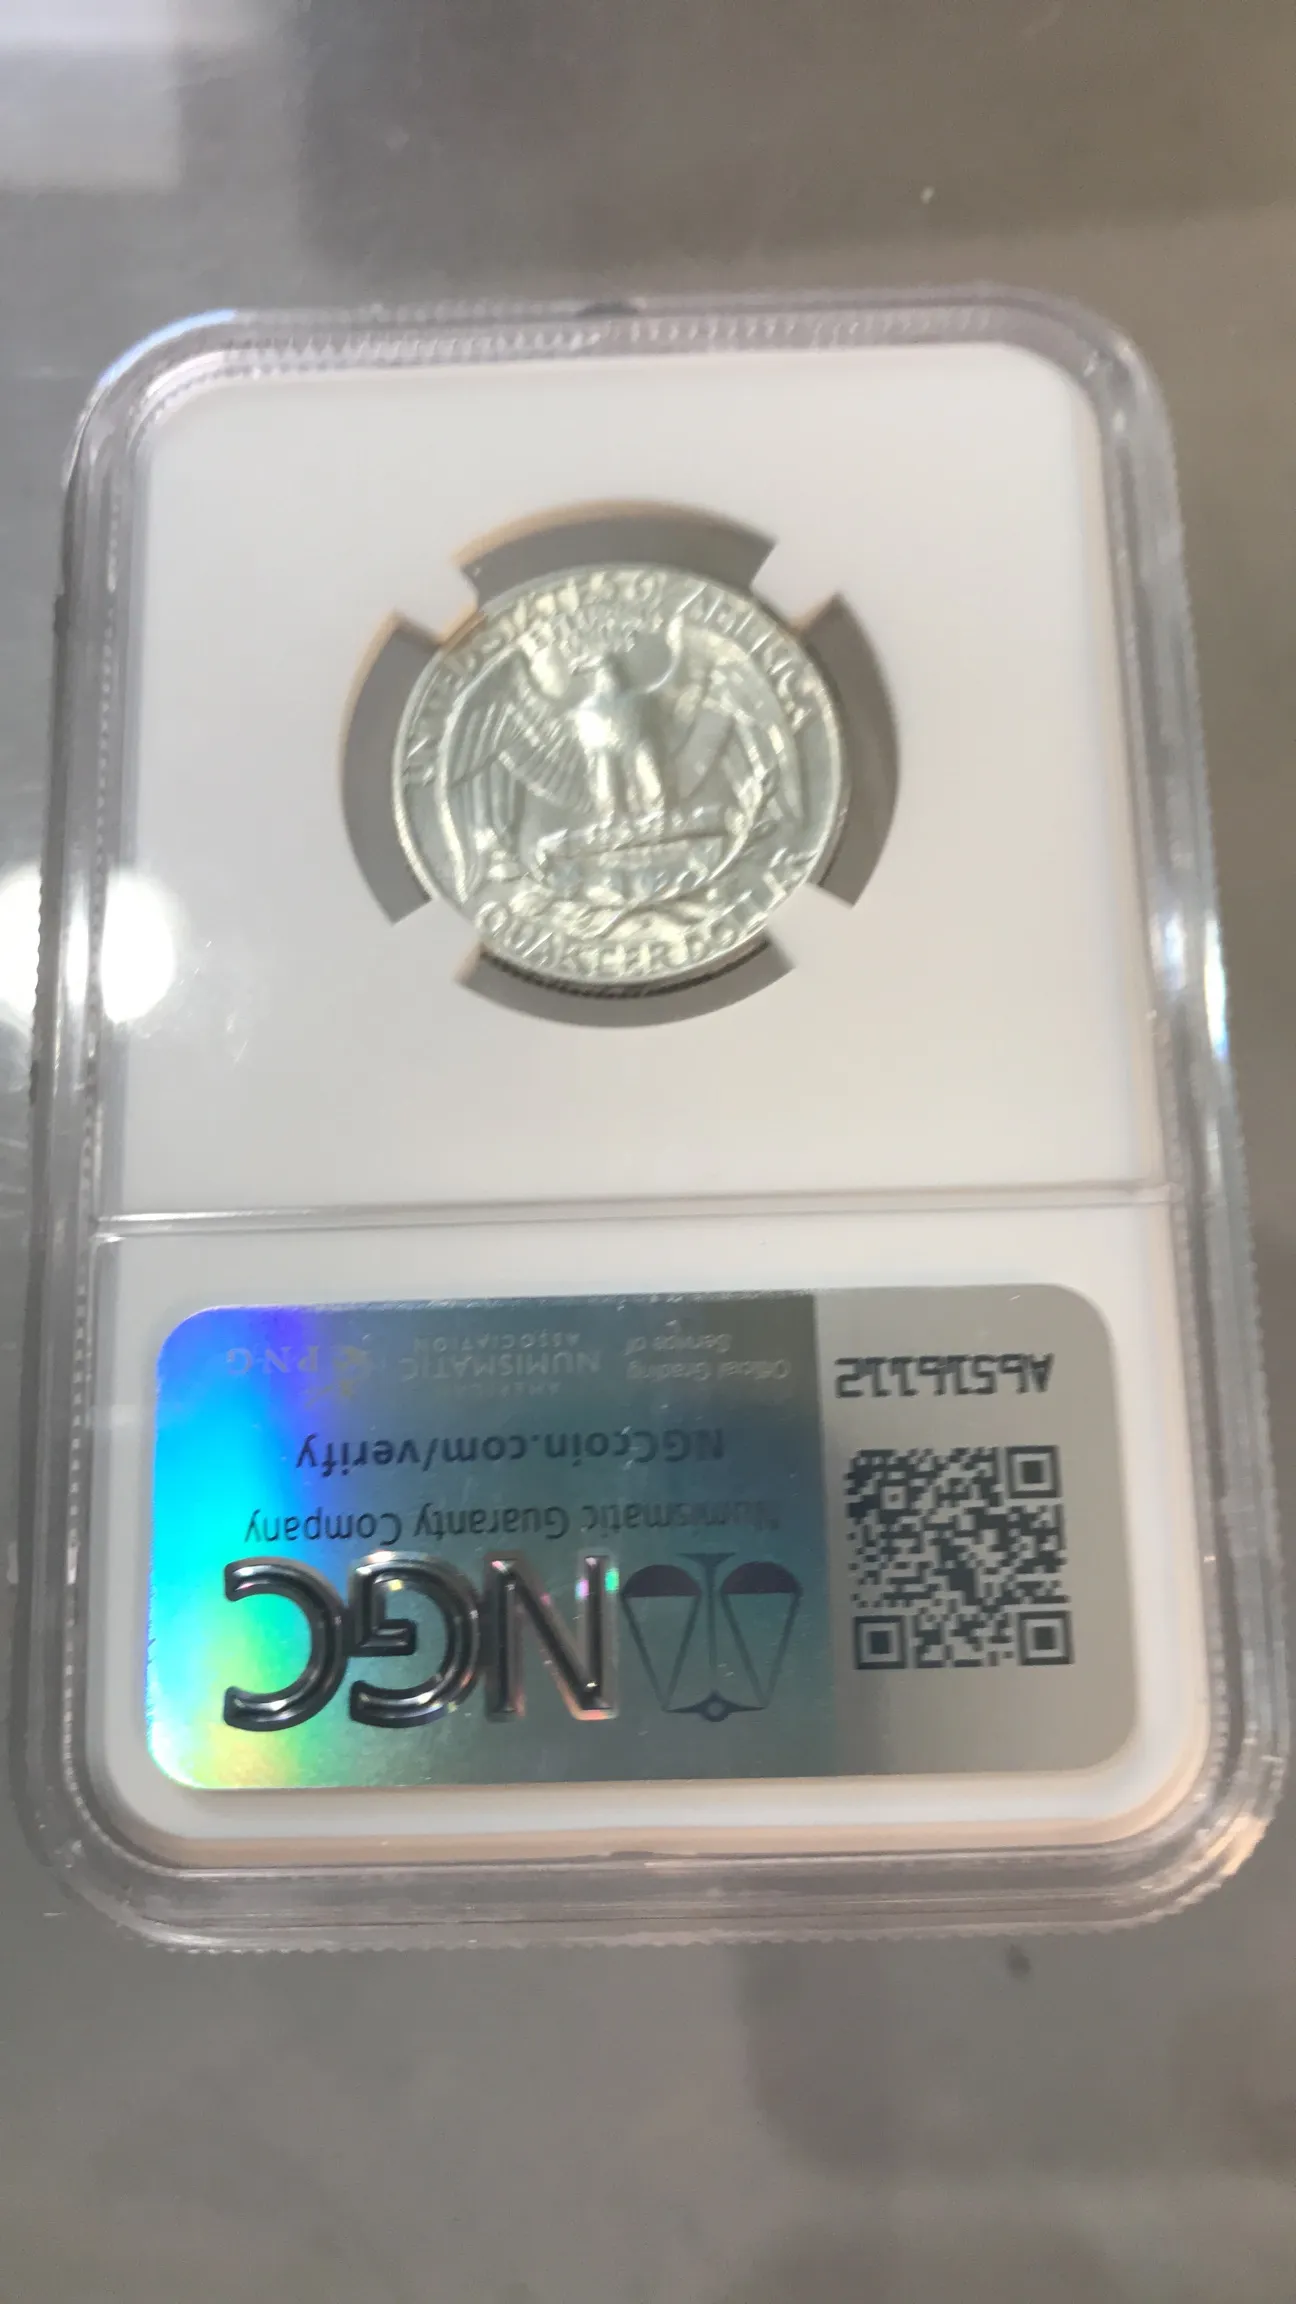 UNITED STATES OF AMERICA
E PLURIBUS
UNUM
QUARTER DOLLAR
NGC
Numismatic Guaranty Company
NGCcoin.com/verify
Official Grading
Service of
AMERICAN
NUMISMATIC
ASSOCIATION
PNG
A6516112